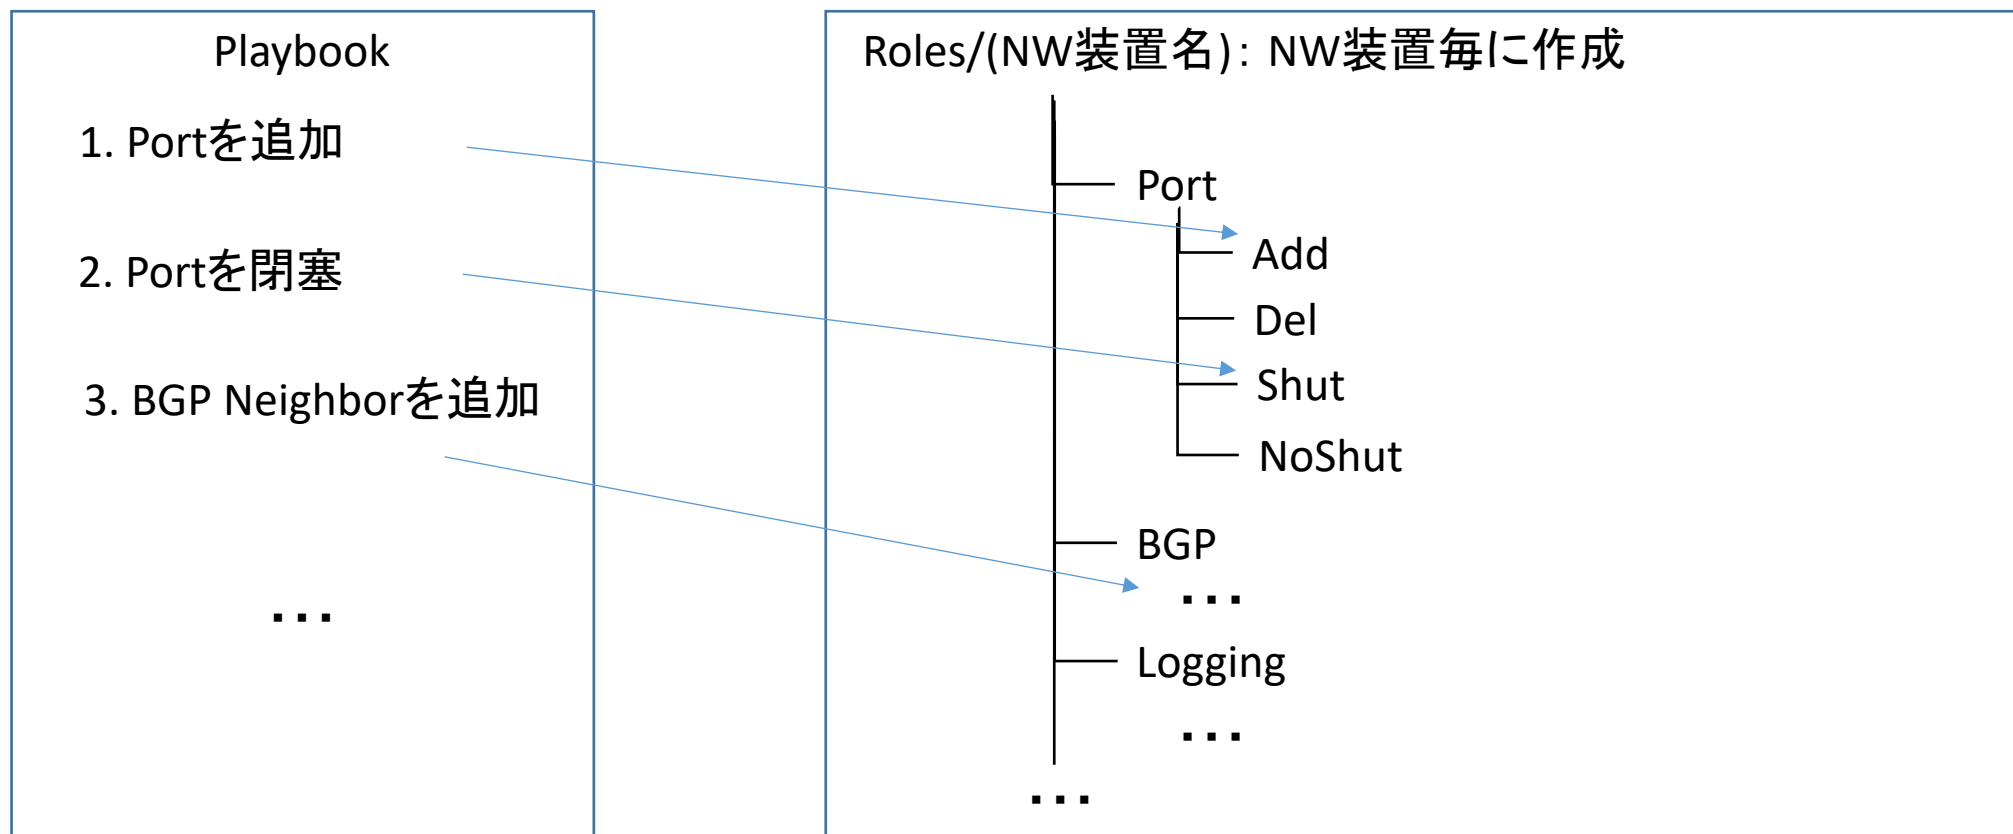 Playbook
1. Portを追加
2. Portを閉塞
3. BGP Neighborを追加
･･･
Roles/(NW装置名)：NW装置毎に作成
Port
Add
Del
Shut
NoShut
BGP
･･･
Logging
･･･
･･･